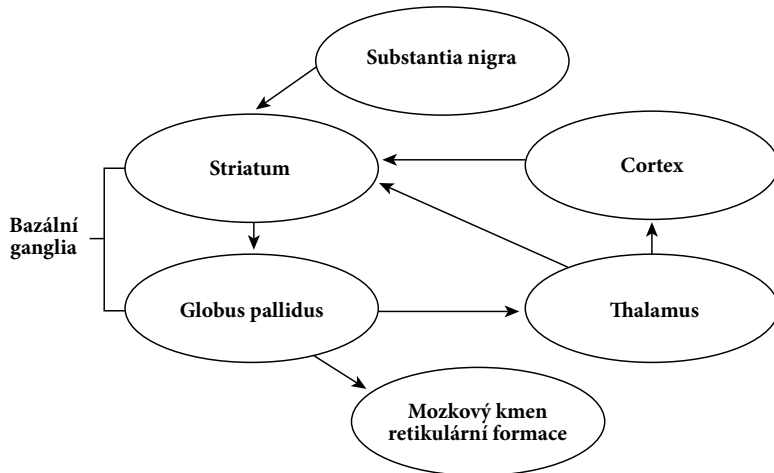 Substantia nigra
Striatum
Cortex
Bazální
ganglia
Globus pallidus
Thalamus
Mozkový kmen
retikulární formace